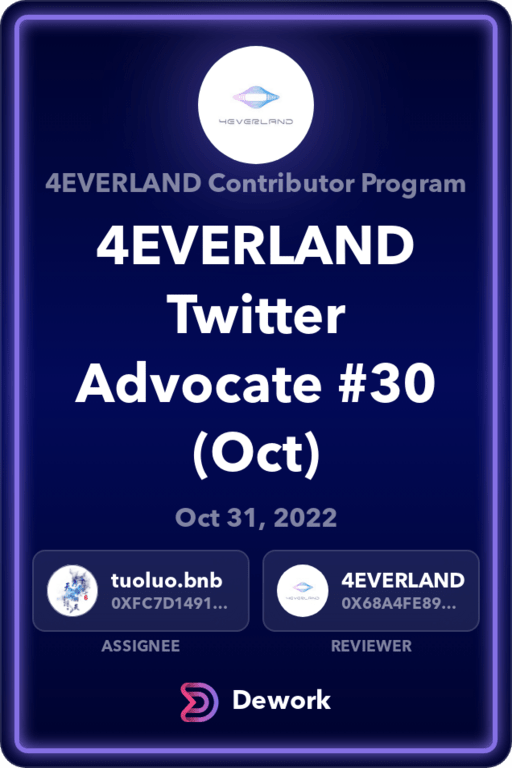 4EVERLAND
4EVERLAND Contributor Program
4EVERLAND
Twitter
Advocate #30
(Oct)
Oct 31, 2022
tuoluo.bnb
0XFC7D1491...
4EVERLAND
0X68A4FE89...
ASSIGNEE
REVIEWER
Dework